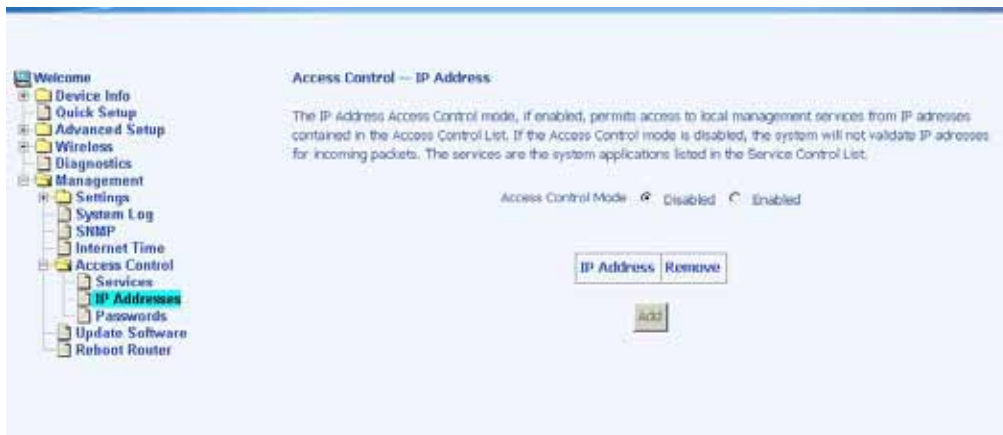 Welcome
Device Info
Quick Setup
Advanced Setup
Wireless
Diagnostics
Management
Settings
System Log
SNMP
Internet Time
Access Control
Services
IP Addresses
Passwords
Update Software
Reboot Router
Access Control -- IP Address
The IP Address Access Control mode, if enabled, permits access to local management services from IP adresses
contained in the Access Control List. If the Access Control mode is disabled, the system will not validate IP adresses
for incoming packets. The services are the system applications listed in the Service Control List.
Access Control Mode Disabled Enabled
IP Address Remove
Add